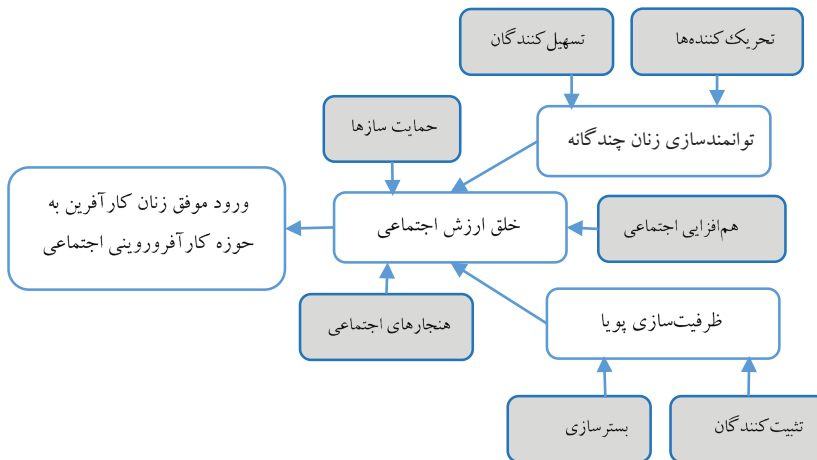 تحریک‌کننده‌ها
تسهیل‌کنندگان
توانمندسازی زنان چندگانه
حمایت سازها
خلق ارزش اجتماعی
هم‌افزایی اجتماعی
ورود موفق زنان کارآفرین به
حوزه کارآفروروینی اجتماعی
هنجارهای اجتماعی
ظرفیت‌سازی پویا
تثبیت‌کنندگان
بسترسازی